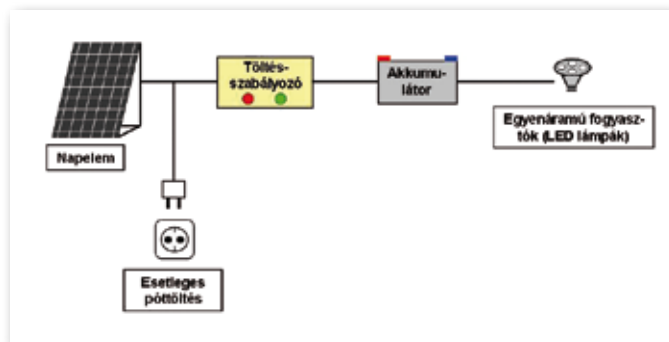 Töltés-
szabályozó
Akkumu-
látor
Egyenáramú fogyasz-
tók (LED lámpák)
Napelem
Esetleges
póttöltés